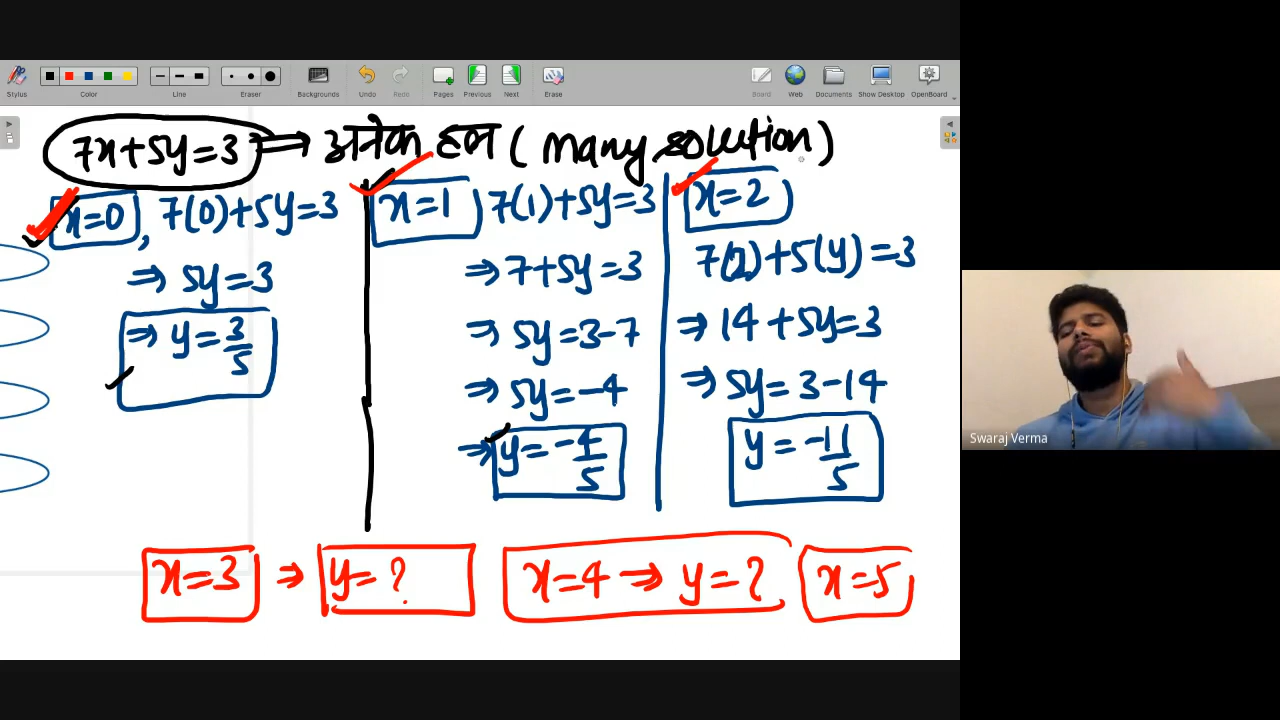 Stylus Color Line Eraser Backgrounds Undo Redo Pages Previous Next Erase Board Web Documents Show Desktop OpenBoard
7x+5y=3 ⇒ अनेक हल (many solution)
x=0, 7(0)+5y=3
⇒ 5y=3
⇒ y=3/5
x=1 7(1)+5y=3
⇒ 7+5y=3
⇒ 5y=3-7
⇒ 5y=-4
⇒ y=-4/5
x=2
7(2)+5(y)=3
⇒ 14+5y=3
⇒ 5y=3-14
y=-11/5
x=3 ⇒ y=? x=4 → y=? x=5
Swaraj Verma